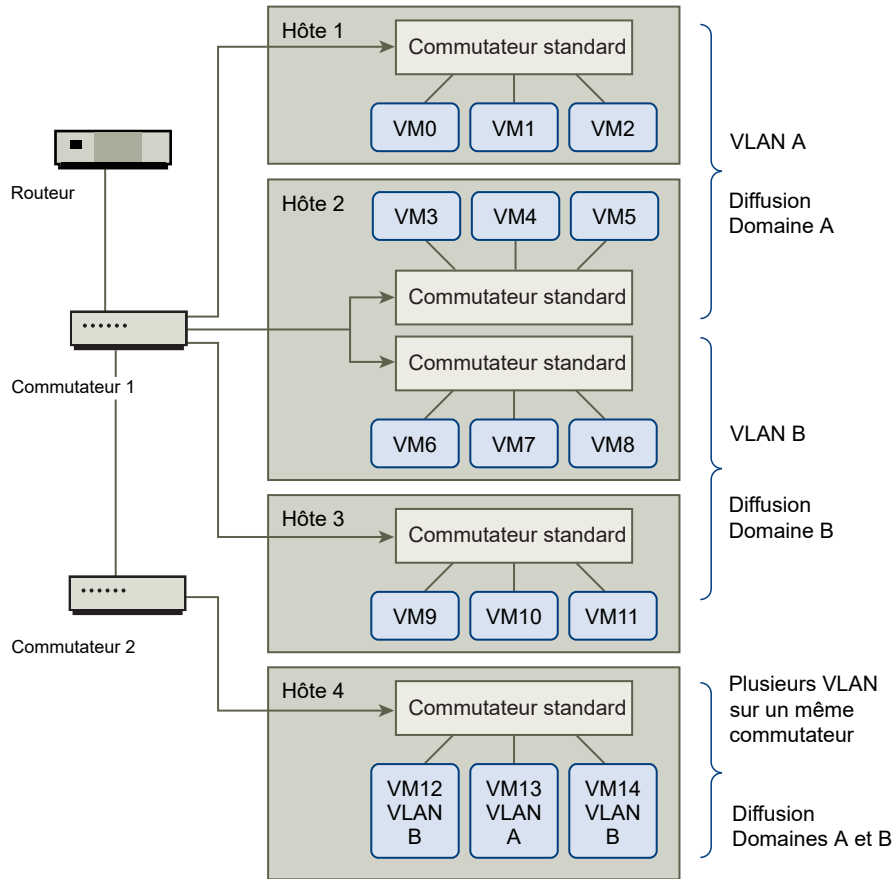 Hôte 1
Commutateur standard
VM0
VM1
VM2
VLAN A
Diffusion
Domaine A
Routeur
Hôte 2
VM3
VM4
VM5
Commutateur standard
Commutateur standard
VM6
VM7
VM8
Commutateur 1
VLAN B
Diffusion
Domaine B
Hôte 3
Commutateur standard
VM9
VM10
VM11
Commutateur 2
Hôte 4
Commutateur standard
VM12
VLAN
B
VM13
VLAN
A
VM14
VLAN
B
Plusieurs VLAN
sur un même
commutateur
Diffusion
Domaines A et B